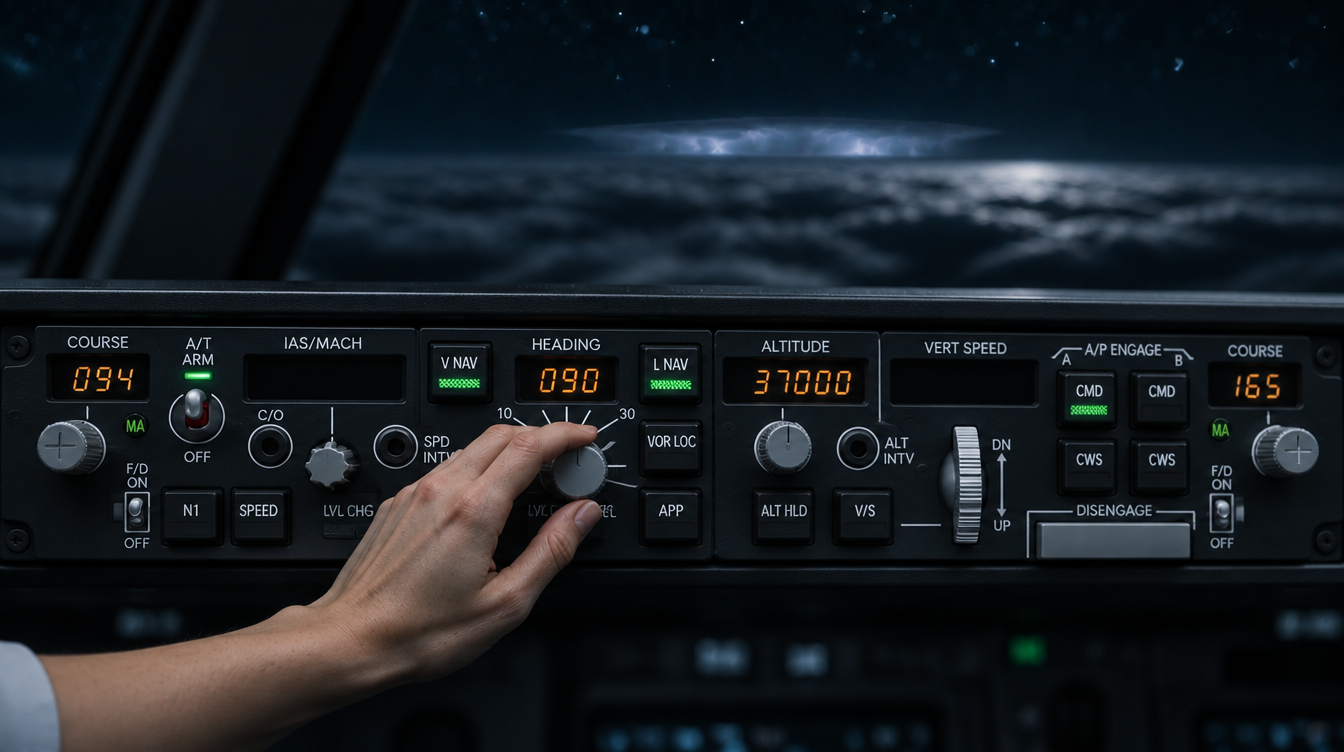 COURSE
094
MA
F/D
ON
OFF
A/T
ARM
OFF
IAS/MACH
C/O
SPD
INTV
N1
SPEED
LVL CHG
V NAV
HEADING
090
10
30
L NAV
VOR LOC
APP
ALTITUDE
37000
ALT
INTV
ALT HLD
V/S
VERT SPEED
DN
UP
A/P ENGAGE
A
B
CMD
CMD
CWS
CWS
DISENGAGE
COURSE
165
MA
F/D
ON
OFF